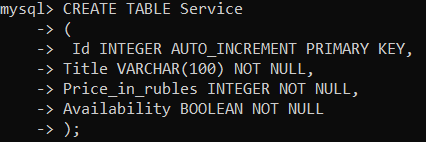 mysql> CREATE TABLE Service
    -> (
    ->  Id INTEGER AUTO_INCREMENT PRIMARY KEY,
    -> Title VARCHAR(100) NOT NULL,
    -> Price_in_rubles INTEGER NOT NULL,
    -> Availability BOOLEAN NOT NULL
    -> );